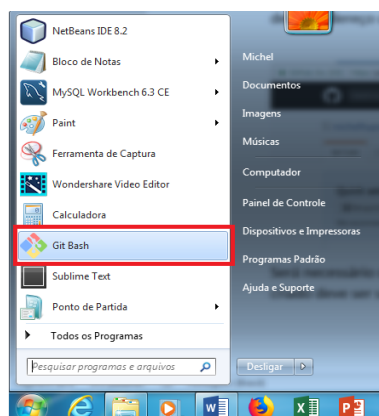 NetBeans IDE 8.2
Bloco de Notas
MySQL Workbench 6.3 CE
Paint
Ferramenta de Captura
Wondershare Video Editor
Calculadora
Git Bash
Sublime Text
Ponto de Partida
Todos os Programas
Pesquisar programas e arquivos
Michel
Documentos
Imagens
Músicas
Computador
Painel de Controle
Dispositivos e Impressoras
Programas Padrão
Ajuda e Suporte
Desligar